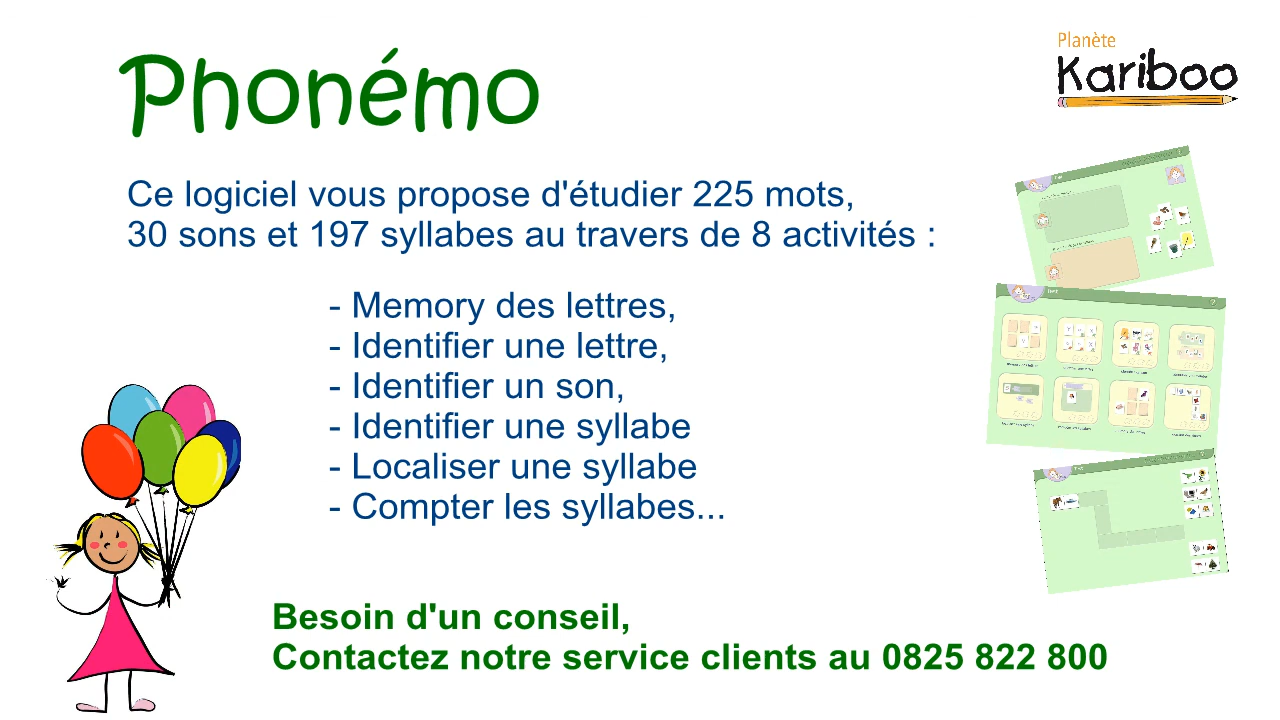 Phonémo
Planète
Kariboo
Ce logiciel vous propose d'étudier 225 mots,
30 sons et 197 syllabes au travers de 8 activités :
- Memory des lettres,
- Identifier une lettre,
- Identifier un son,
- Identifier une syllabe
- Localiser une syllabe
- Compter les syllabes...
Besoin d'un conseil,
Contactez notre service clients au 0825 822 800